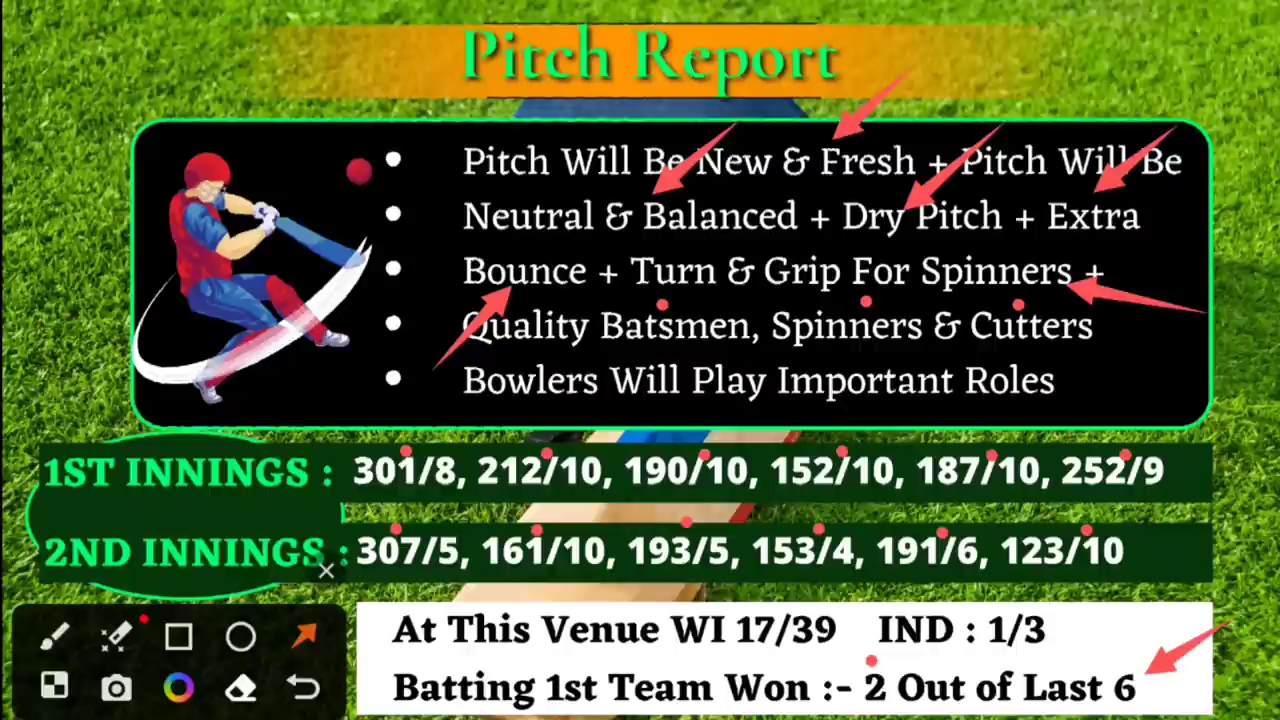 Pitch Report
Pitch Will Be New & Fresh + Pitch Will Be
Neutral & Balanced + Dry Pitch + Extra
Bounce + Turn & Grip For Spinners +
Quality Batsmen, Spinners & Cutters
Bowlers Will Play Important Roles
1ST INNINGS : 301/8, 212/10, 190/10, 152/10, 187/10, 252/9
2ND INNINGS : 307/5, 161/10, 193/5, 153/4, 191/6, 123/10
At This Venue WI 17/39 IND : 1/3
Batting 1st Team Won :- 2 Out of Last 6